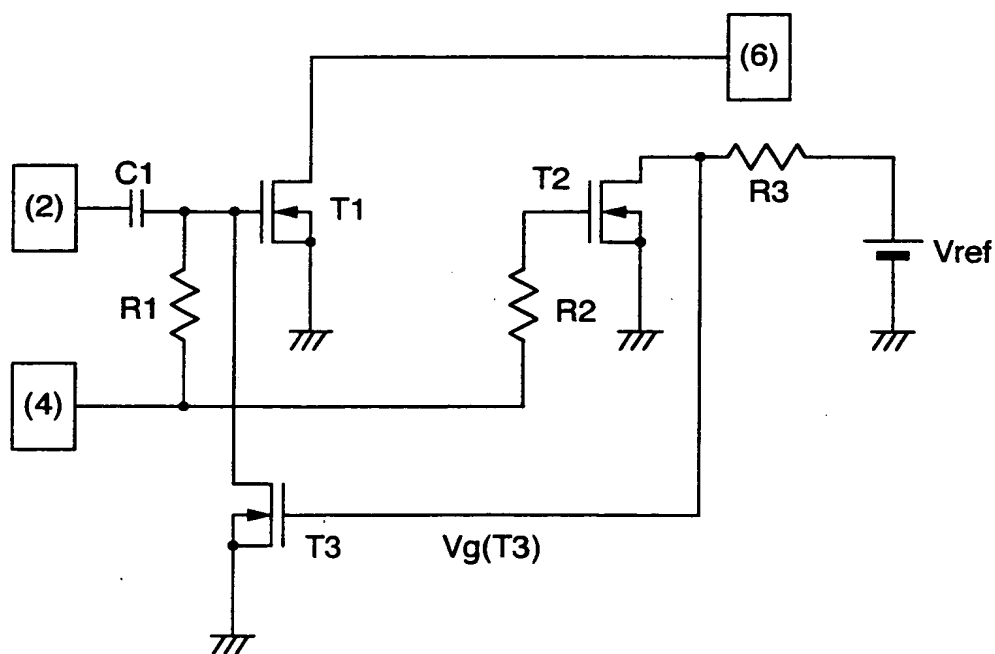 (6)
(2)
C1
T1
T2
R3
Vref
R1
R2
(4)
T3
Vg(T3)